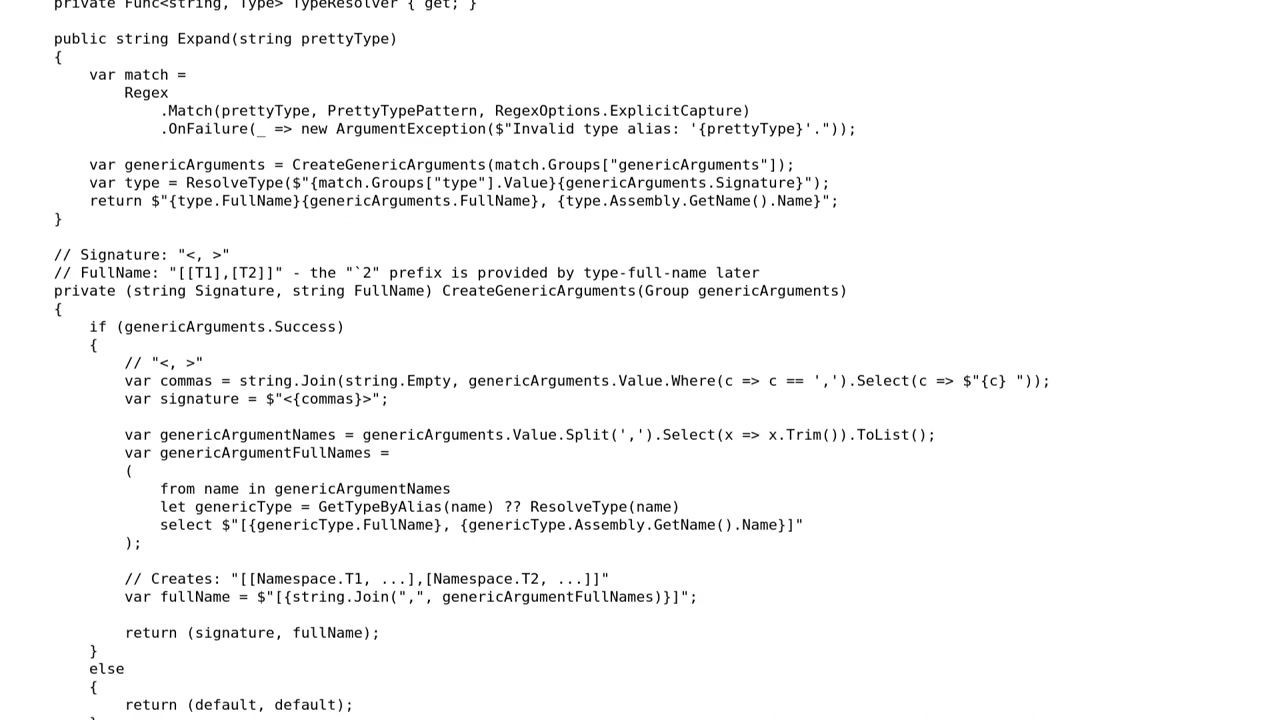 private Func<string, Type> TypeResolver { get; }
public string Expand(string prettyType)
{
var match =
Regex
.Match(prettyType, PrettyTypePattern, RegexOptions.ExplicitCapture)
.OnFailure(_ => new ArgumentException($"Invalid type alias: '{prettyType}'."));
var genericArguments = CreateGenericArguments(match.Groups["genericArguments"]);
var type = ResolveType($"{match.Groups["type"].Value}{genericArguments.Signature}");
return $"{type.FullName}{genericArguments.FullName}, {type.Assembly.GetName().Name}";
}
// Signature: "<, >"
// FullName: "[[T1],[T2]]" - the "`2" prefix is provided by type-full-name later
private (string Signature, string FullName) CreateGenericArguments(Group genericArguments)
{
if (genericArguments.Success)
{
// "<, >"
var commas = string.Join(string.Empty, genericArguments.Value.Where(c => c == ',').Select(c => $"{c} "));
var signature = $"<{commas}>";
var genericArgumentNames = genericArguments.Value.Split(',').Select(x => x.Trim()).ToList();
var genericArgumentFullNames =
(
from name in genericArgumentNames
let genericType = GetTypeByAlias(name) ?? ResolveType(name)
select $"[{genericType.FullName}, {genericType.Assembly.GetName().Name}]"
);
// Creates: "[[Namespace.T1, ...],[Namespace.T2, ...]]"
var fullName = $"[{string.Join(",", genericArgumentFullNames)}]";
return (signature, fullName);
}
else
{
return (default, default);
}